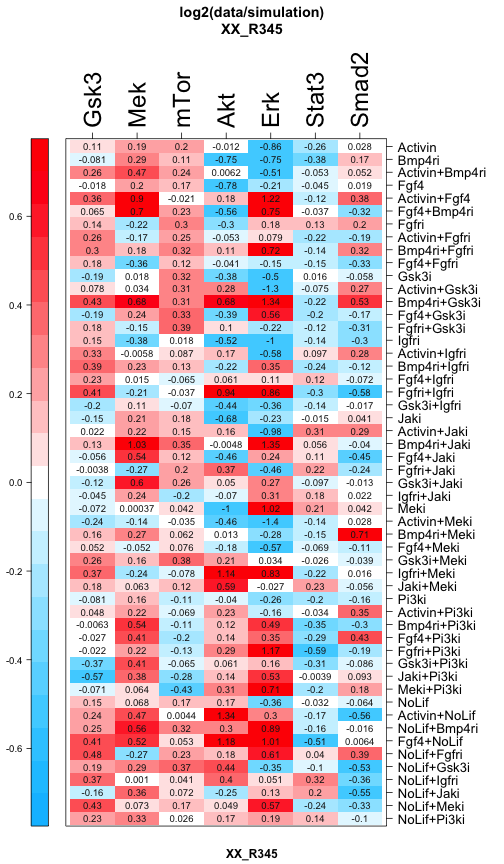 log2(data/simulation)
XX_R345
Gsk3 Mek mTor Akt Erk Stat3 Smad2
0.11 0.19 0.2 -0.012 -0.86 -0.26 0.028 Activin
-0.081 0.29 0.11 -0.75 -0.75 -0.38 0.17 Bmp4ri
0.26 0.47 0.24 0.0062 -0.51 -0.053 0.052 Activin+Bmp4ri
-0.018 0.2 0.17 -0.78 -0.21 -0.045 0.019 Fgf4
0.36 0.9 -0.021 0.18 1.22 -0.12 0.38 Activin+Fgf4
0.065 0.7 0.23 -0.56 0.75 -0.037 -0.32 Fgf4+Bmp4ri
0.14 -0.22 0.3 -0.3 0.18 0.13 0.2 Fgfri
0.26 -0.17 0.25 -0.053 0.079 -0.22 -0.19 Activin+Fgfri
0.3 0.18 0.32 0.11 0.72 -0.14 0.32 Bmp4ri+Fgfri
0.18 -0.36 0.12 -0.041 -0.15 -0.15 -0.33 Fgf4+Fgfri
-0.19 0.018 0.32 -0.38 -0.5 0.016 -0.058 Gsk3i
0.078 0.034 0.31 0.28 -1.3 -0.075 0.27 Activin+Gsk3i
0.43 0.68 0.31 0.58 1.34 -0.22 0.53 Bmp4ri+Gsk3i
-0.19 0.24 0.33 -0.39 0.56 -0.2 -0.17 Fgf4+Gsk3i
0.18 -0.15 0.39 0.1 -0.22 -0.12 -0.31 Fgfri+Gsk3i
0.15 -0.38 0.018 -0.52 -1 -0.14 -0.3 Igfri
0.33 -0.0058 0.087 0.17 -0.58 0.097 0.28 Activin+Igfri
0.39 0.23 0.13 -0.22 0.35 -0.24 -0.12 Bmp4ri+Igfri
0.23 0.015 -0.065 0.061 0.11 0.12 -0.072 Fgf4+Igfri
0.41 -0.21 -0.037 0.94 0.86 -0.3 -0.58 Fgfri+Igfri
-0.2 0.11 -0.07 -0.44 -0.36 -0.14 -0.017 Gsk3i+Igfri
-0.15 0.21 0.18 -0.68 -0.23 -0.015 0.041 Jaki
0.022 0.22 0.15 0.16 -0.98 0.31 0.29 Activin+Jaki
0.13 1.03 0.35 -0.0048 1.35 0.056 -0.04 Bmp4ri+Jaki
-0.056 0.54 0.12 -0.46 0.24 0.11 -0.45 Fgf4+Jaki
-0.0038 -0.27 0.2 0.37 -0.46 0.22 -0.24 Fgfri+Jaki
-0.12 0.6 0.26 0.05 0.27 -0.097 -0.013 Gsk3i+Jaki
-0.045 0.24 -0.2 -0.07 0.31 0.18 0.022 Igfri+Jaki
-0.072 0.00037 0.042 -1 1.02 0.21 0.042 Meki
-0.24 -0.14 -0.035 -0.46 -1.4 -0.14 0.028 Activin+Meki
0.16 0.27 0.062 0.013 -0.28 -0.15 0.71 Bmp4ri+Meki
0.052 -0.052 0.076 -0.18 -0.57 -0.069 -0.11 Fgf4+Meki
0.26 0.16 0.38 0.21 0.034 -0.026 -0.039 Gsk3i+Meki
0.37 -0.24 -0.078 1.14 0.83 -0.22 0.016 Igfri+Meki
0.18 0.063 0.12 0.59 -0.027 0.23 -0.056 Jaki+Meki
-0.081 0.16 -0.11 -0.04 -0.26 -0.2 -0.16 Pi3ki
0.048 0.22 -0.069 0.23 -0.16 -0.034 0.35 Activin+Pi3ki
-0.0063 0.54 -0.11 0.12 0.49 -0.35 -0.3 Bmp4ri+Pi3ki
-0.027 0.41 -0.2 0.14 0.35 -0.29 0.43 Fgf4+Pi3ki
-0.022 0.22 -0.13 0.29 1.17 -0.59 -0.19 Fgfri+Pi3ki
-0.37 0.41 -0.065 0.061 0.16 -0.31 -0.086 Gsk3i+Pi3ki
-0.57 0.38 -0.28 0.14 0.53 -0.0039 0.093 Jaki+Pi3ki
-0.071 0.064 -0.43 0.31 0.71 -0.2 0.18 Meki+Pi3ki
0.15 0.068 0.17 0.17 -0.36 -0.032 -0.064 NoLif
0.24 0.47 0.0044 1.34 0.3 -0.17 -0.56 Activin+NoLif
0.25 0.56 0.32 0.3 0.89 -0.16 -0.016 NoLif+Bmp4ri
0.41 0.52 0.053 1.18 1.01 -0.51 0.0064 Fgf4+NoLif
0.48 -0.27 0.23 0.18 0.61 0.04 0.39 NoLif+Fgfri
0.19 0.29 0.37 0.44 -0.35 -0.1 -0.53 NoLif+Gsk3i
0.37 0.001 0.041 0.4 0.051 0.32 -0.36 NoLif+Igfri
-0.16 0.36 0.072 -0.25 0.13 0.2 -0.55 NoLif+Jaki
0.43 0.073 0.17 0.049 0.57 -0.24 -0.33 NoLif+Meki
0.23 0.33 0.026 0.17 0.19 0.14 -0.1 NoLif+Pi3ki
0.6
0.4
0.2
0.0
-0.2
-0.4
-0.6
XX_R345